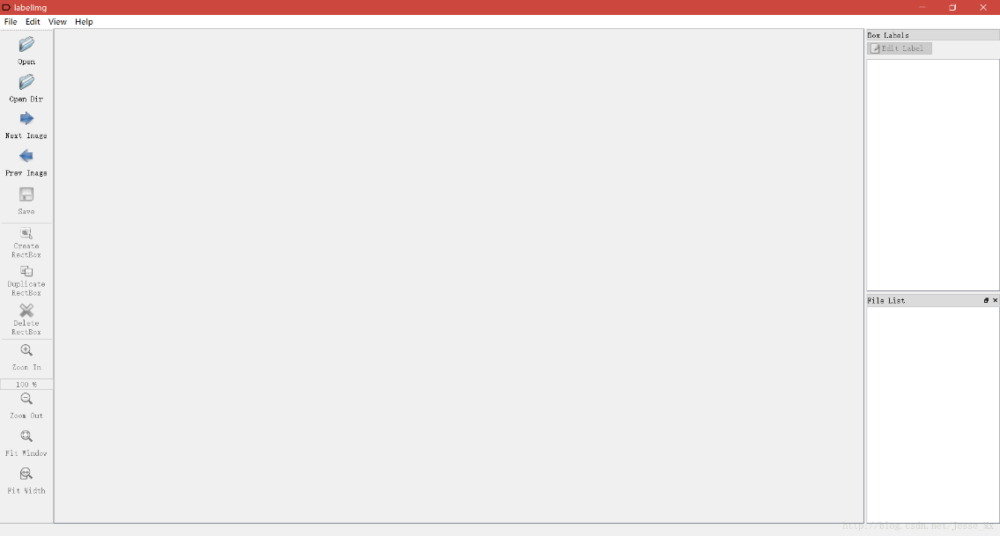 labelImg
File Edit View Help
Open
Open Dir
Next Image
Prev Image
Save
Create
RectBox
Duplicate
RectBox
Delete
RectBox
Zoom In
100 %
Zoom Out
Fit Window
Fit Width
Box Labels
Edit Label
File List
http://blog.csdn.net/jesse_Mx